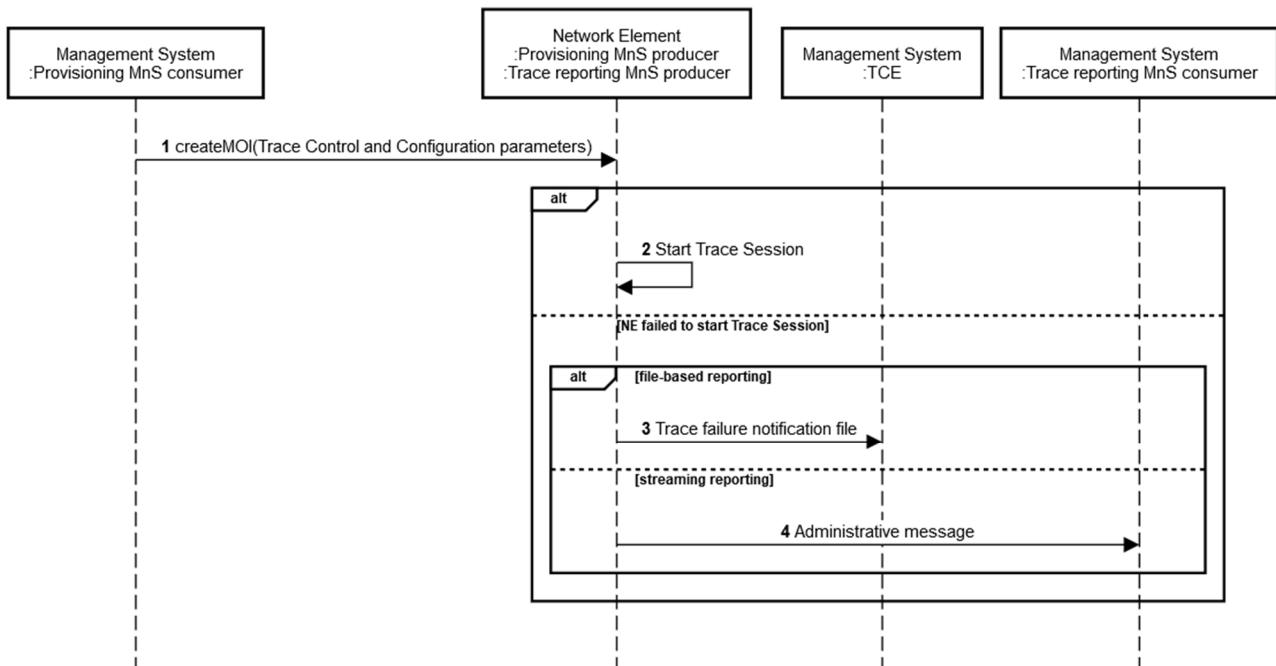 Management System
:Provisioning MnS consumer
Network Element
:Provisioning MnS producer
:Trace reporting MnS producer
Management System
:TCE
Management System
:Trace reporting MnS consumer
1 createMOI(Trace Control and Configuration parameters)
alt
2 Start Trace Session
[NE failed to start Trace Session]
alt
[file-based reporting]
3 Trace failure notification file
[streaming reporting]
4 Administrative message